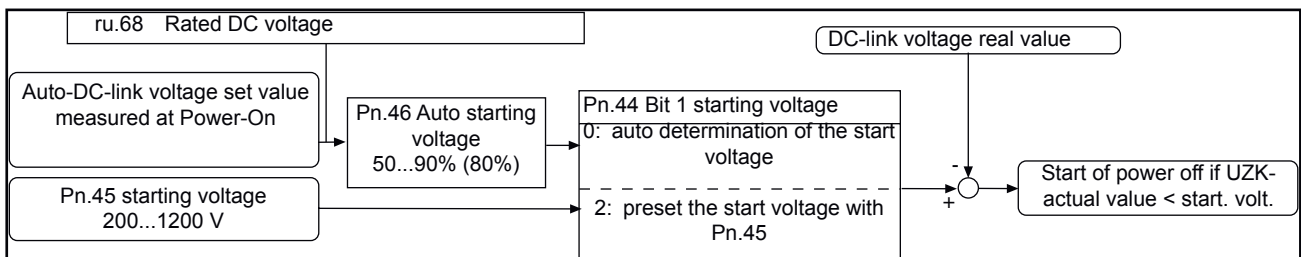 ru.68 Rated DC voltage
DC-link voltage real value
Auto-DC-link voltage set value
measured at Power-On
Pn.46 Auto starting
voltage
50...90% (80%)
Pn.44 Bit 1 starting voltage
0: auto determination of the start
voltage
2: preset the start voltage with
Pn.45
Pn.45 starting voltage
200...1200 V
-
+
Start of power off if UZK-
actual value < start. volt.